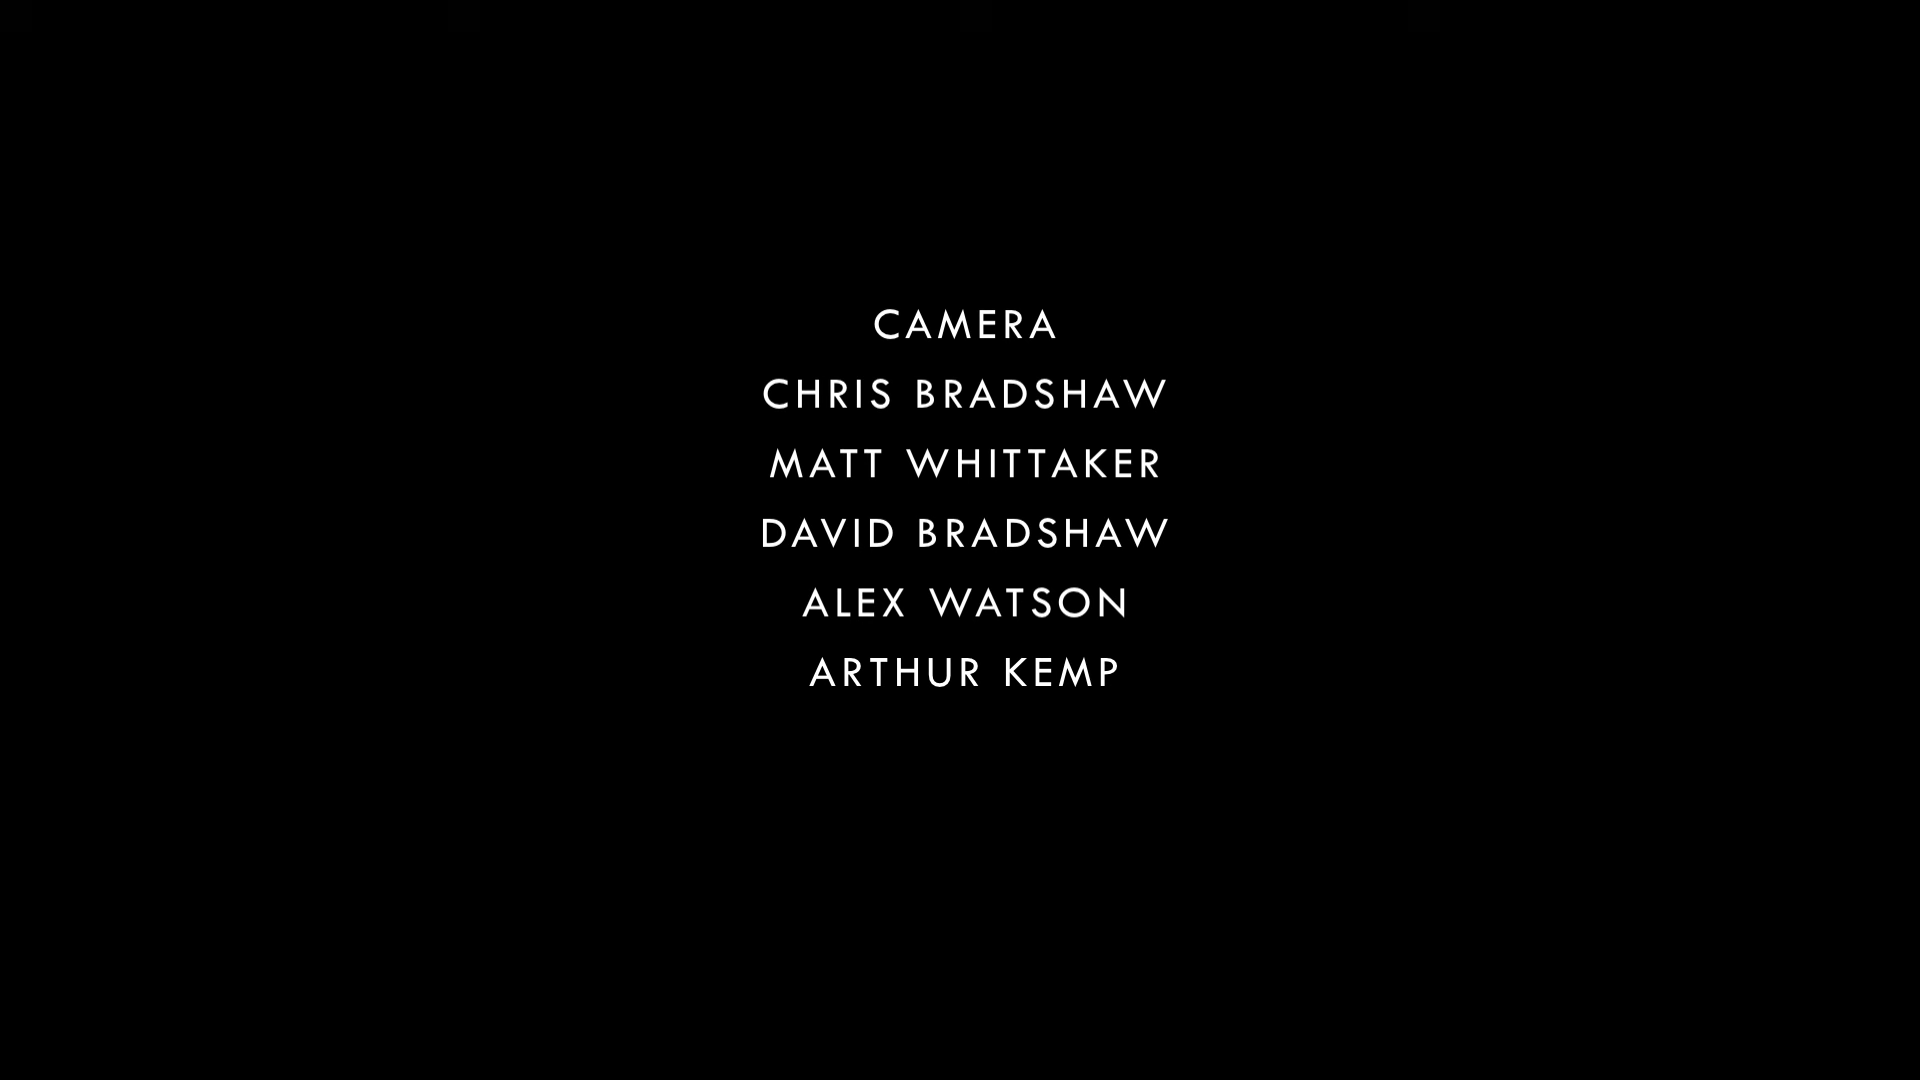 CAMERA
CHRIS BRADSHAW
MATT WHITTAKER
DAVID BRADSHAW
ALEX WATSON
ARTHUR KEMP